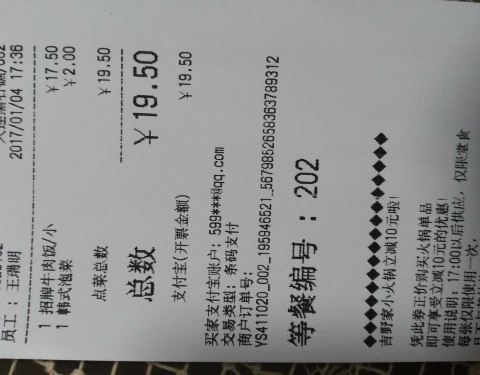 2017/01/04 17:36
员工：王涌明
1 招牌牛肉饭/小 ￥17.50
1 韩式泡菜 ￥2.00
点菜总数 ￥19.50
总数 ￥19.50
支付宝(开票金额) ￥19.50
买家支付宝账户：599***@qq.com
交易类型：条码支付
商户订单号：
YS411020_002_195946521_56798526583637893​12
等餐编号：202
◆◆◆◆◆◆◆◆◆◆◆◆◆◆◆◆
吉野家小火锅立减10元啦！
凭此券正价购买火锅单品
即可享受立减10元的优惠！
使用说明：17:00以后供应，仅限堂食
每张仅限使用一次，